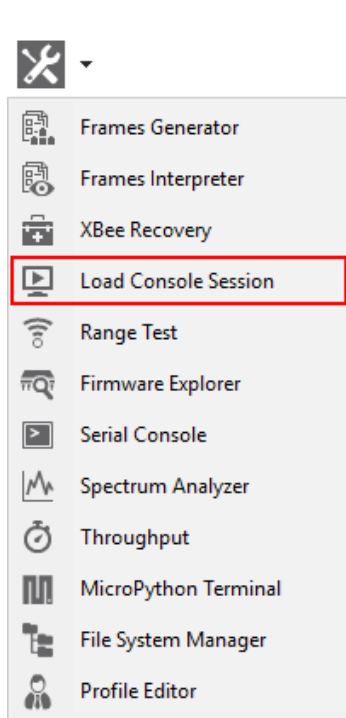 Frames Generator
Frames Interpreter
XBee Recovery
Load Console Session
Range Test
Firmware Explorer
Serial Console
Spectrum Analyzer
Throughput
MicroPython Terminal
File System Manager
Profile Editor